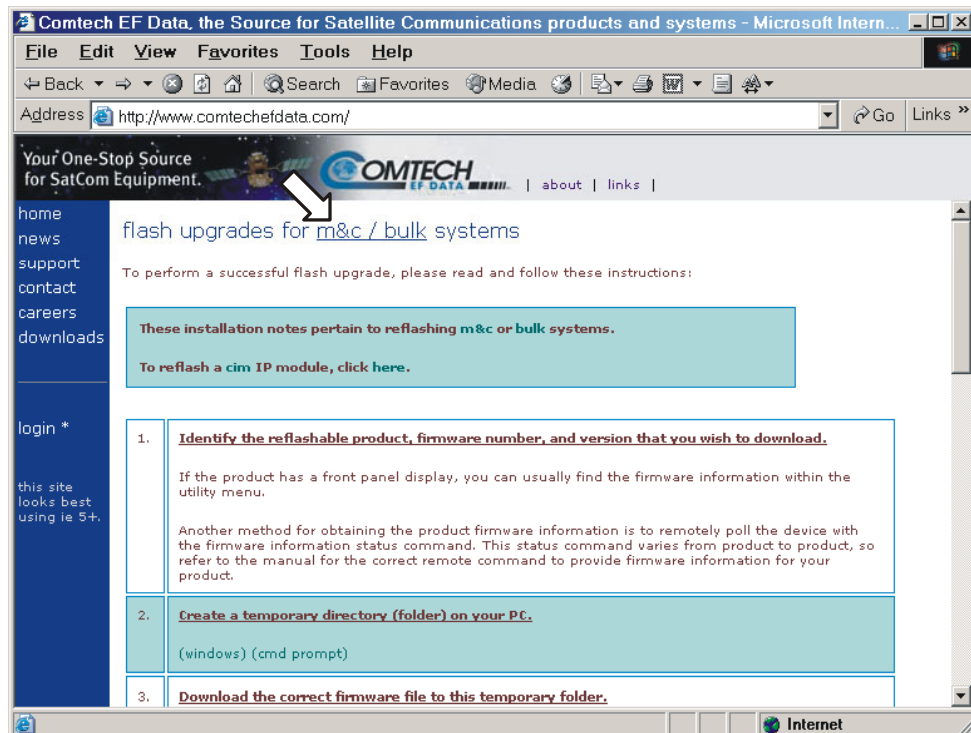 Comtech EF Data, the Source for Satellite Communications products and systems - Microsoft Intern...
File Edit View Favorites Tools Help
Back Search Favorites Media
Address http://www.comtechefdata.com/ Go Links »
Your One-Stop Source
for SatCom Equipment.
COMTECH
EF DATA
| about | links |
home
news
support
contact
careers
downloads
login *
this site
looks best
using ie 5+.
flash upgrades for m&c / bulk systems
To perform a successful flash upgrade, please read and follow these instructions:
These installation notes pertain to reflashing m&c or bulk systems.
To reflash a cim IP module, click here.
1. Identify the reflashable product, firmware number, and version that you wish to download.
If the product has a front panel display, you can usually find the firmware information within the
utility menu.
Another method for obtaining the product firmware information is to remotely poll the device with
the firmware information status command. This status command varies from product to product, so
refer to the manual for the correct remote command to provide firmware information for your
product.
2. Create a temporary directory (folder) on your PC.
(windows) (cmd prompt)
3. Download the correct firmware file to this temporary folder.
Internet